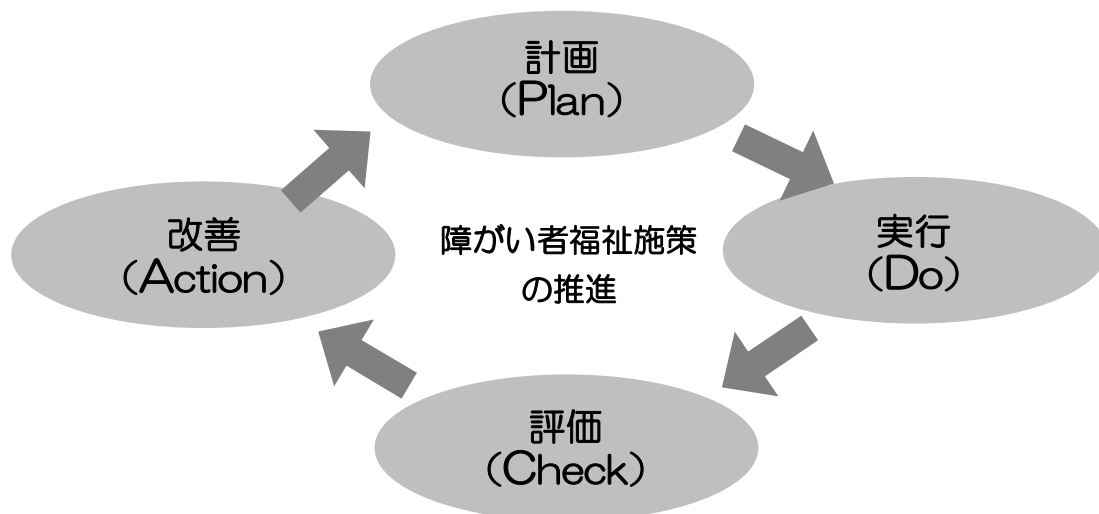 計画
(Plan)
改善
(Action)
障がい者福祉施策
の推進
実行
(Do)
評価
(Check)